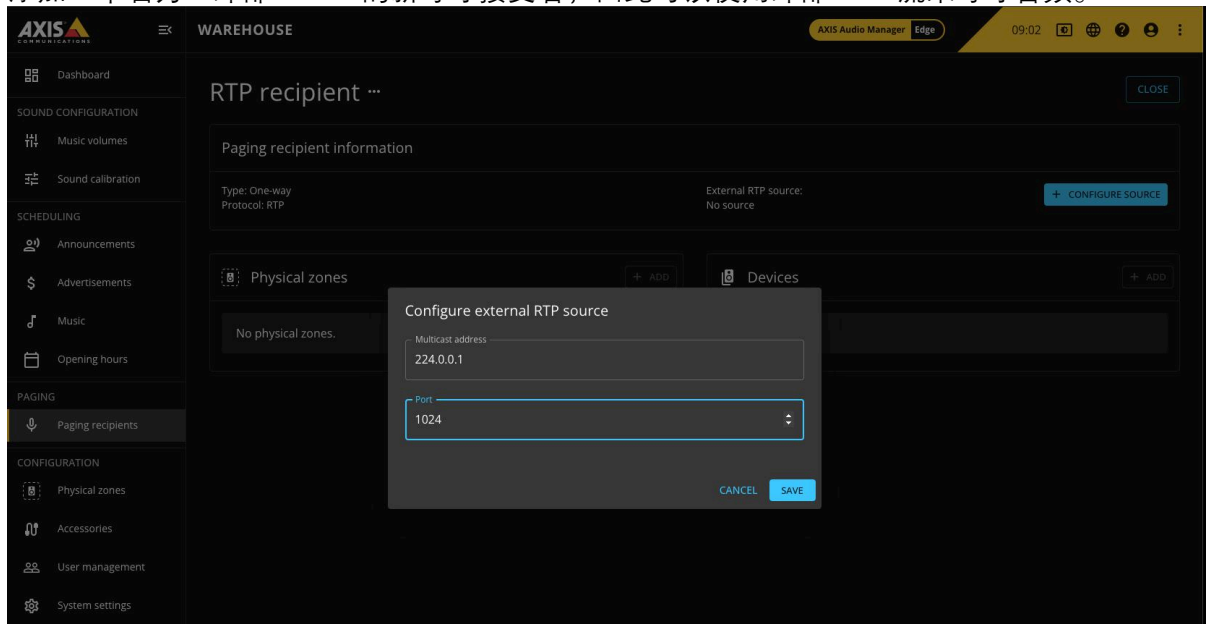 AXIS
COMMUNICATIONS
WAREHOUSE
AXIS Audio Manager Edge
09:02
Dashboard
SOUND CONFIGURATION
Music volumes
Sound calibration
SCHEDULING
Announcements
Advertisements
Music
Opening hours
PAGING
Paging recipients
CONFIGURATION
Physical zones
Accessories
User management
System settings
RTP recipient ···
CLOSE
Paging recipient information
Type: One-way
Protocol: RTP
External RTP source:
No source
+ CONFIGURE SOURCE
Physical zones
+ ADD
No physical zones.
Devices
+ ADD
Configure external RTP source
Multicast address
224.0.0.1
Port
1024
CANCEL
SAVE